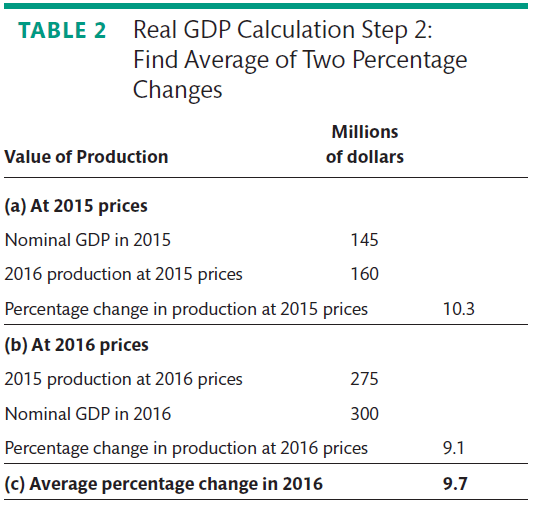 TABLE 2 Real GDP Calculation Step 2:
Find Average of Two Percentage
Changes
Millions
Value of Production of dollars
(a) At 2015 prices
Nominal GDP in 2015 145
2016 production at 2015 prices 160
Percentage change in production at 2015 prices 10.3
(b) At 2016 prices
2015 production at 2016 prices 275
Nominal GDP in 2016 300
Percentage change in production at 2016 prices 9.1
(c) Average percentage change in 2016 9.7